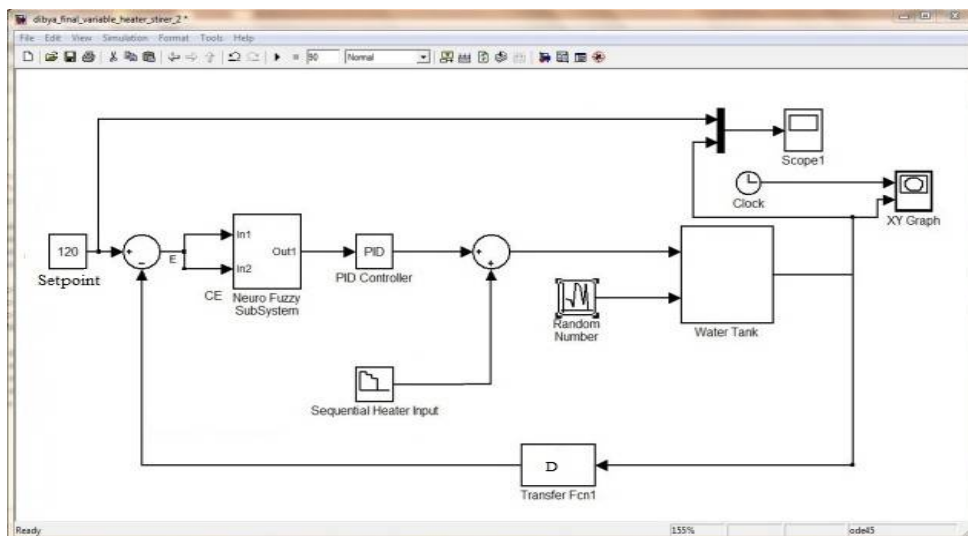 dibya_final_variable_heater_stirer_2 *
File Edit View Simulation Format Tools Help
50 Normal
Scope1
Clock
XY Graph
120
Setpoint
E
CE
In1
In2
Out1
Neuro Fuzzy
SubSystem
PID
PID Controller
Random
Number
Water Tank
Sequential Heater Input
D
Transfer Fcn1
Ready 155% ode45